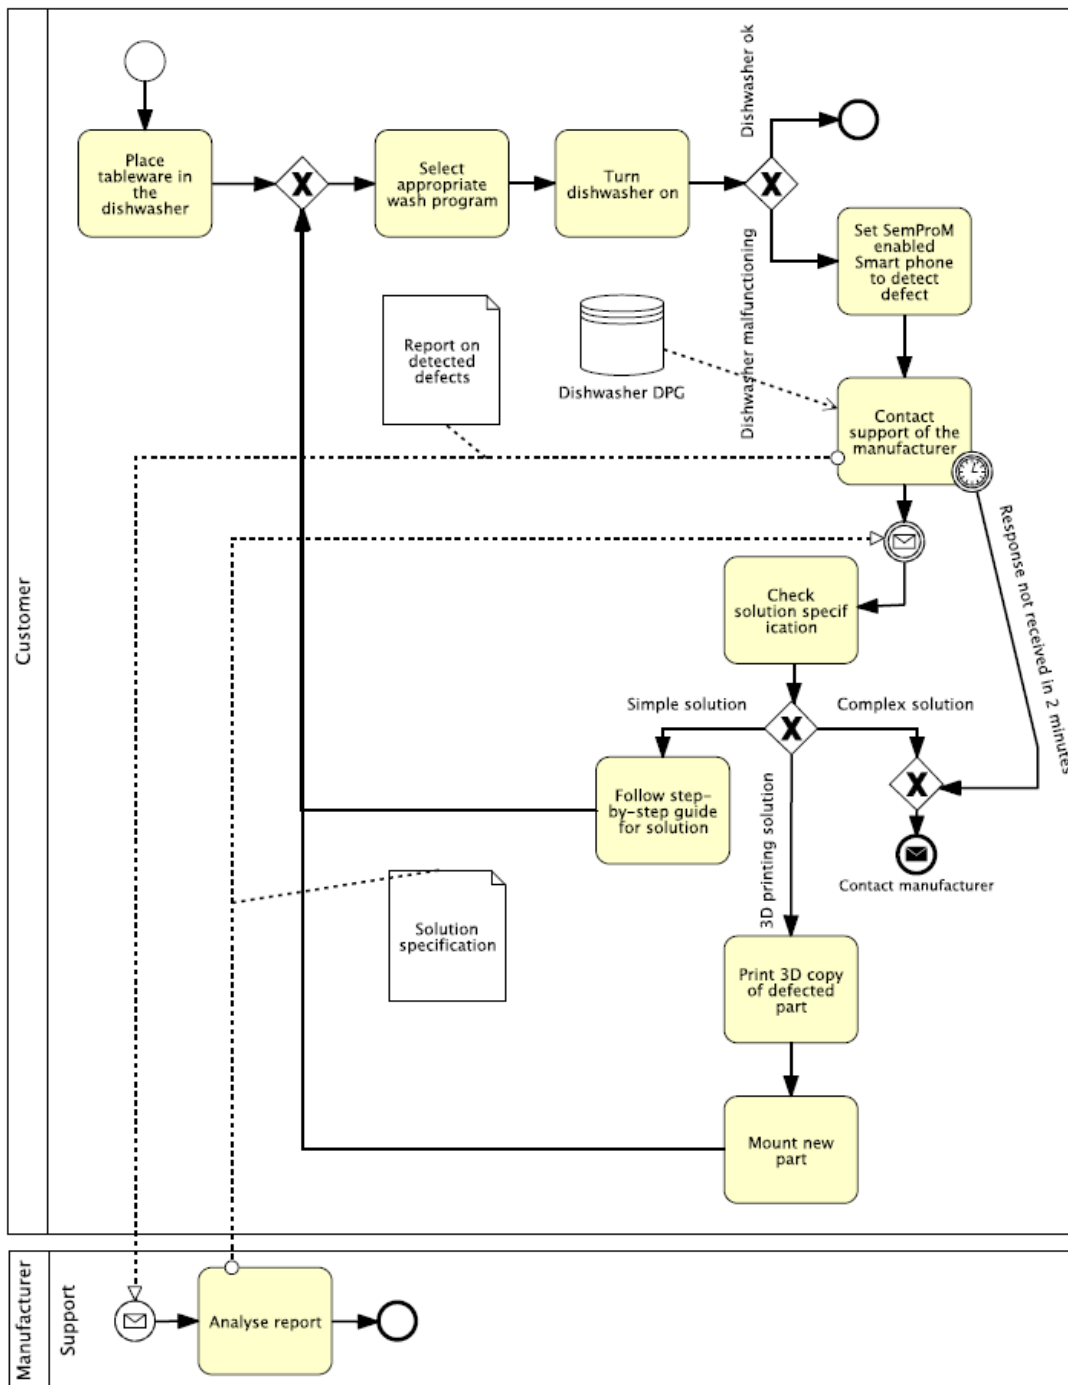 Customer
Place
tableware in
the
dishwasher
Select
appropriate
wash program
Turn
dishwasher on
Dishwasher ok
Dishwasher malfunctioning
Set SemProM
enabled
Smart phone
to detect
defect
Report on
detected
defects
Dishwasher DPG
Contact
support of the
manufacturer
Response not received in 2 minutes
Check
solution specif
ication
Simple solution
Complex solution
3D printing solution
Follow step-
by-step guide
for solution
Contact manufacturer
Solution
specification
Print 3D copy
of defected
part
Mount new
part
Manufacturer
Support
Analyse report